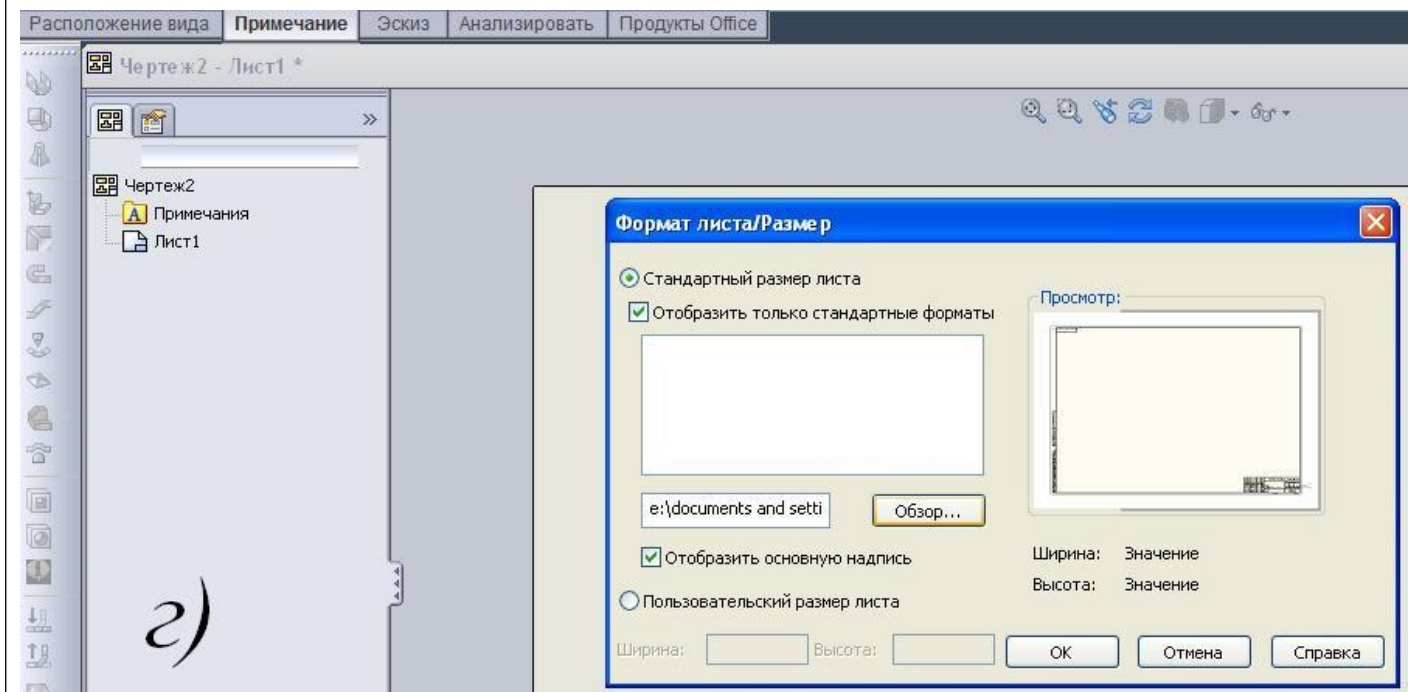 Расположение вида Примечание Эскиз Анализировать Продукты Office
Чертеж2 - Лист1 *
Чертеж2
Примечания
Лист1
Формат листа/Размер
Стандартный размер листа
Отобразить только стандартные форматы
Просмотр:
e:\documents and setti
Обзор...
Отобразить основную надпись
Ширина: Значение
Высота: Значение
Пользовательский размер листа
Ширина: Высота:
ОК Отмена Справка
г)